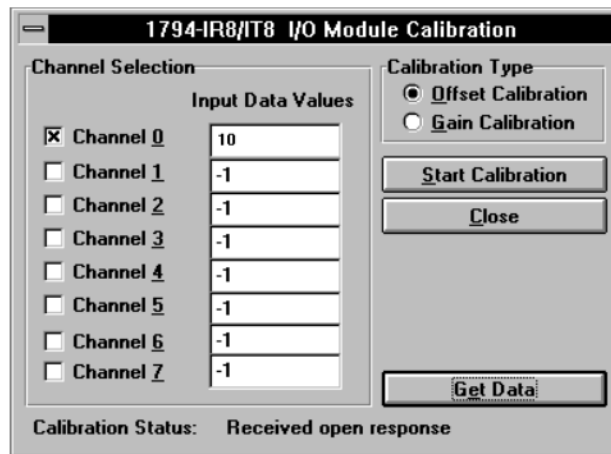 1794-IR8/IT8 I/O Module Calibration
Channel Selection
Input Data Values
Channel 0 10
Channel 1 -1
Channel 2 -1
Channel 3 -1
Channel 4 -1
Channel 5 -1
Channel 6 -1
Channel 7 -1
Calibration Type
Offset Calibration
Gain Calibration
Start Calibration
Close
Get Data
Calibration Status: Received open response